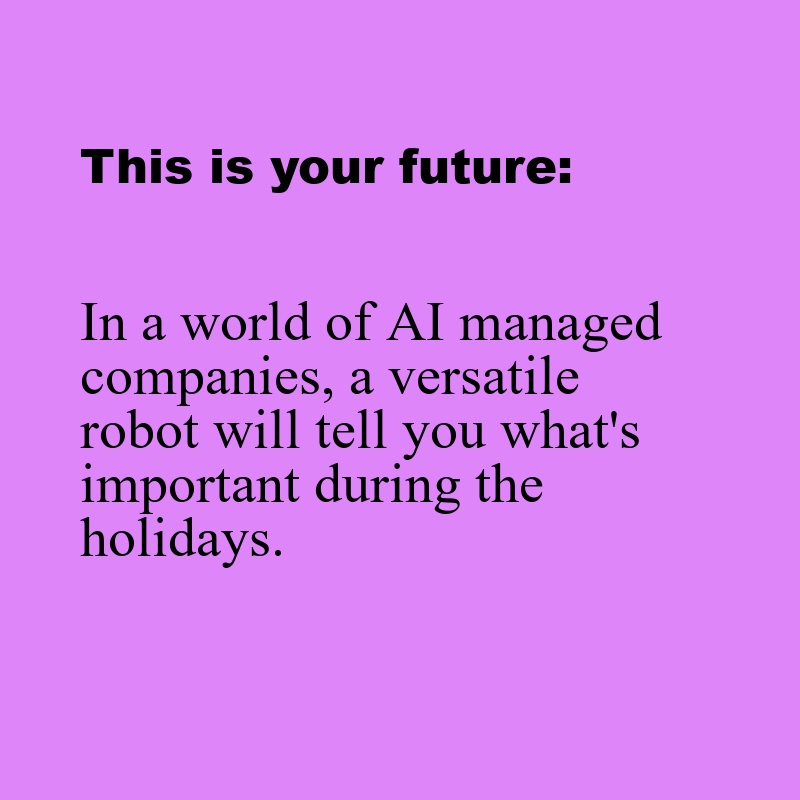 This is your future:
In a world of AI managed
companies, a versatile
robot will tell you what's
important during the
holidays.